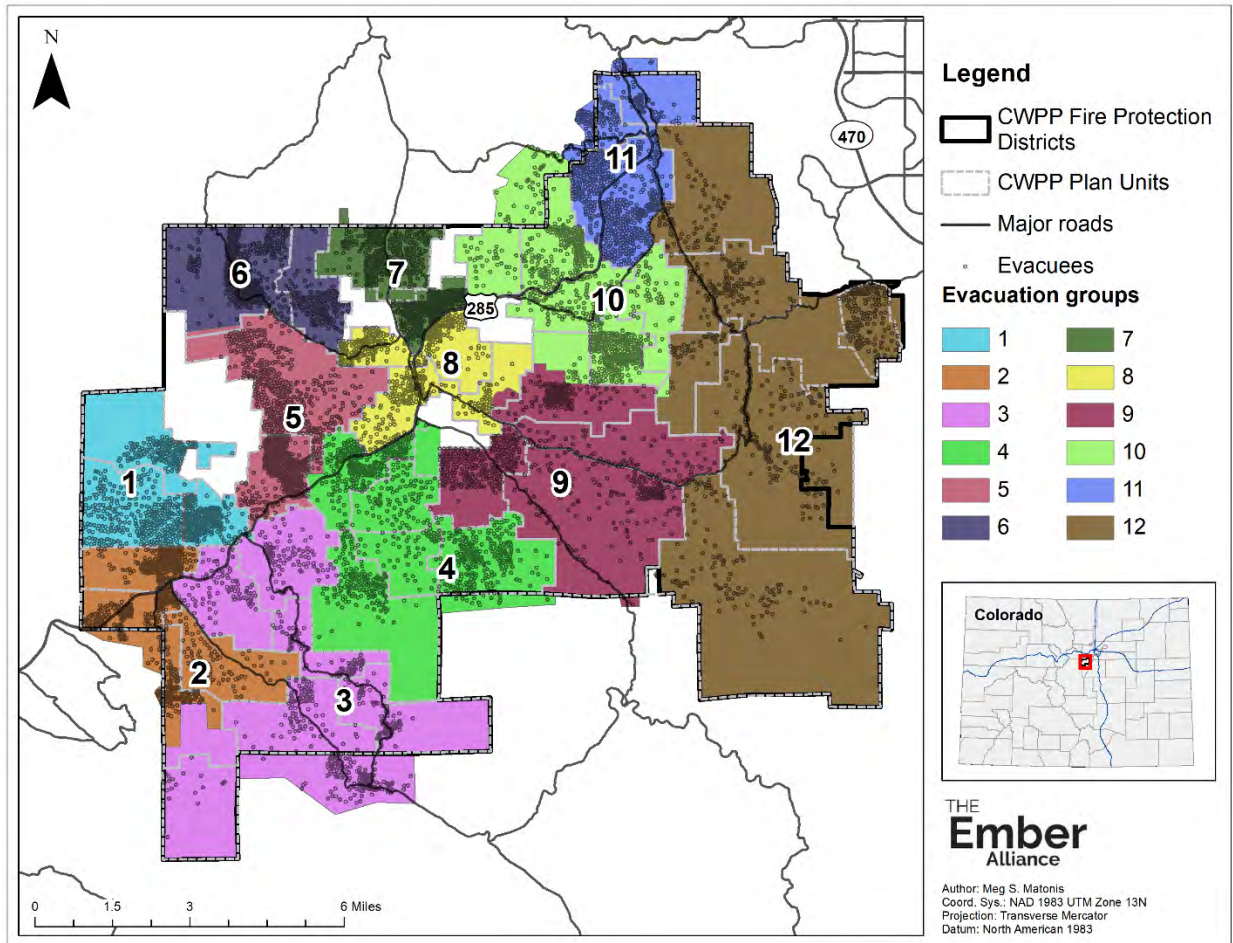 N
470
11
6
7
285
10
8
5
12
1
9
4
2
3
0 1.5 3 6 Miles
Legend
CWPP Fire Protection
Districts
CWPP Plan Units
Major roads
Evacuees
Evacuation groups
1 7
2 8
3 9
4 10
5 11
6 12
Colorado
THE
Ember
Alliance
Author: Meg S. Matonis
Coord. Sys.: NAD 1983 UTM Zone 13N
Projection: Transverse Mercator
Datum: North American 1983